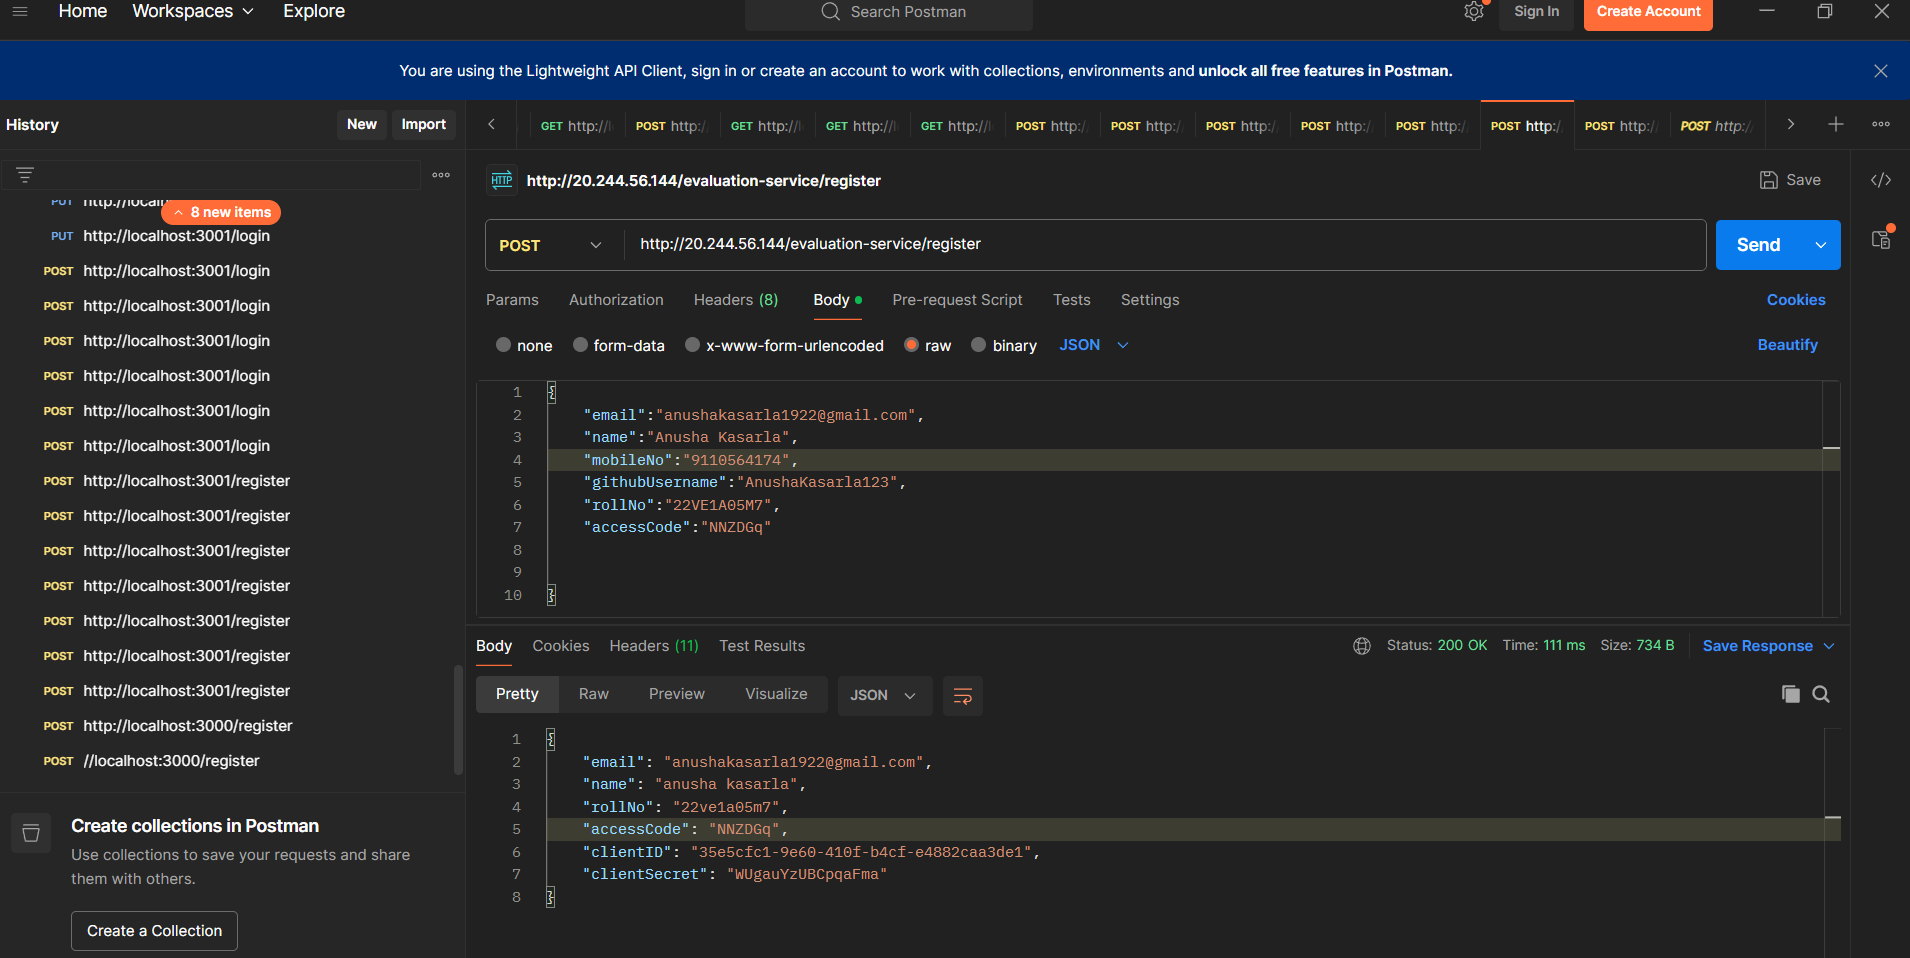 Home Workspaces Explore Search Postman Sign In Create Account
You are using the Lightweight API Client, sign in or create an account to work with collections, environments and unlock all free features in Postman.
History New Import
GET http://l POST http:/ GET http://l GET http://l GET http://l POST http:/ POST http:/ POST http:/ POST http:/ POST http:/ POST http:/ POST http:/ POST http:/
HTTP http://20.244.56.144/evaluation-service/register Save </>
PUT http://local
8 new items
PUT http://localhost:3001/login
POST http://localhost:3001/login
POST http://localhost:3001/login
POST http://localhost:3001/login
POST http://localhost:3001/login
POST http://localhost:3001/login
POST http://localhost:3001/login
POST http://localhost:3001/register
POST http://localhost:3001/register
POST http://localhost:3001/register
POST http://localhost:3001/register
POST http://localhost:3001/register
POST http://localhost:3001/register
POST http://localhost:3001/register
POST http://localhost:3000/register
POST //localhost:3000/register
Create collections in Postman
Use collections to save your requests and share
them with others.
Create a Collection
POST http://20.244.56.144/evaluation-service/register Send
Params Authorization Headers (8) Body Pre-request Script Tests Settings Cookies
none form-data x-www-form-urlencoded raw binary JSON Beautify
1 {
2 "email":"anushakasarla1922@gmail.com",
3 "name":"Anusha Kasarla",
4 "mobileNo":"9110564174",
5 "githubUsername":"AnushaKasarla123",
6 "rollNo":"22VE1A05M7",
7 "accessCode":"NNZDGq"
8
9
10 }
Body Cookies Headers (11) Test Results Status: 200 OK Time: 111 ms Size: 734 B Save Response
Pretty Raw Preview Visualize JSON
1 {
2 "email": "anushakasarla1922@gmail.com",
3 "name": "anusha kasarla",
4 "rollNo": "22ve1a05m7",
5 "accessCode": "NNZDGq",
6 "clientID": "35e5cfc1-9e60-410f-b4cf-e4882caa3de1",
7 "clientSecret": "WUgauYzUBCpqaFma"
8 }